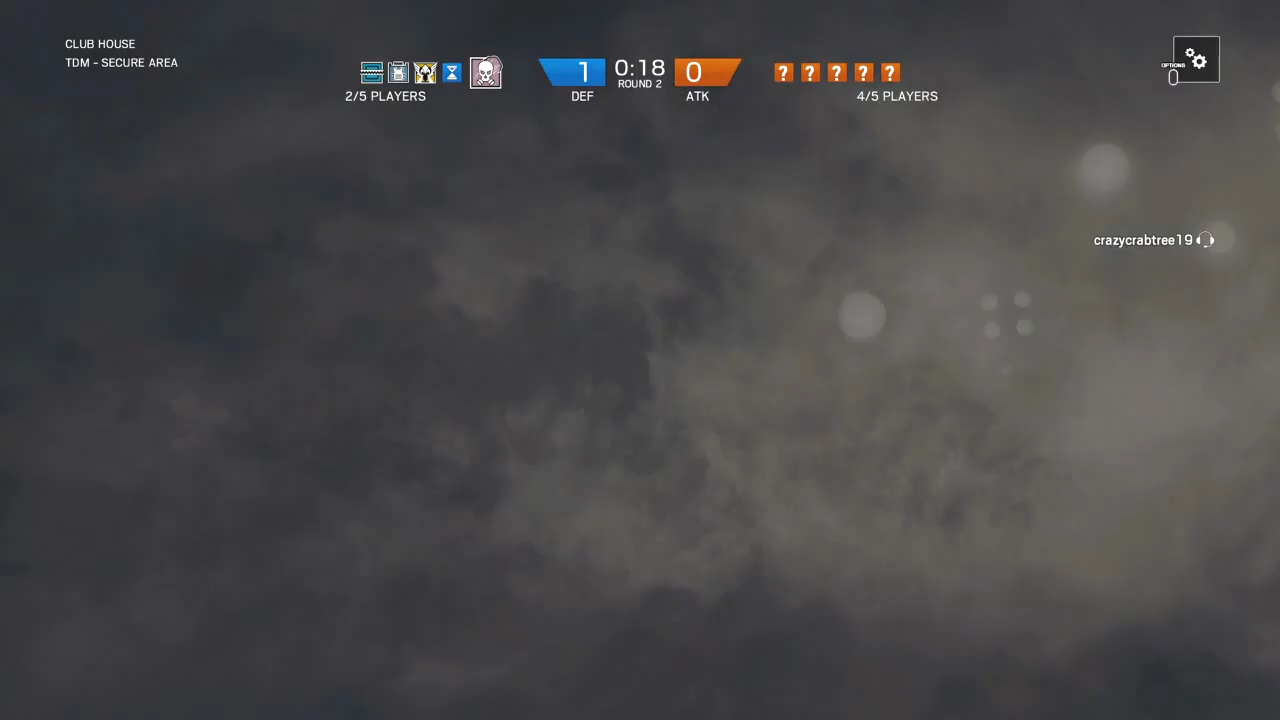 CLUB HOUSE
TDM - SECURE AREA
2/5 PLAYERS
1
DEF
0:18
ROUND 2
0
ATK
? ? ? ? ?
4/5 PLAYERS
OPTIONS
crazycrabtree19